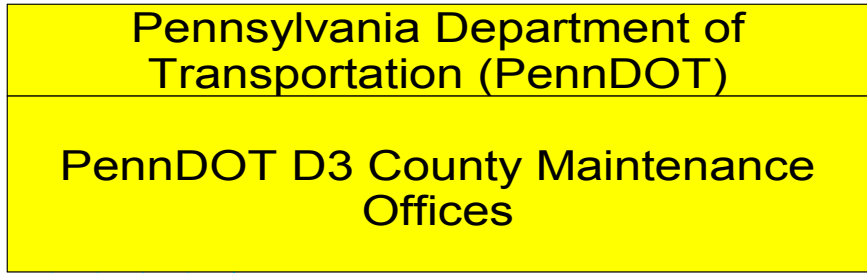 Pennsylvania Department of
Transportation (PennDOT)
PennDOT D3 County Maintenance
Offices